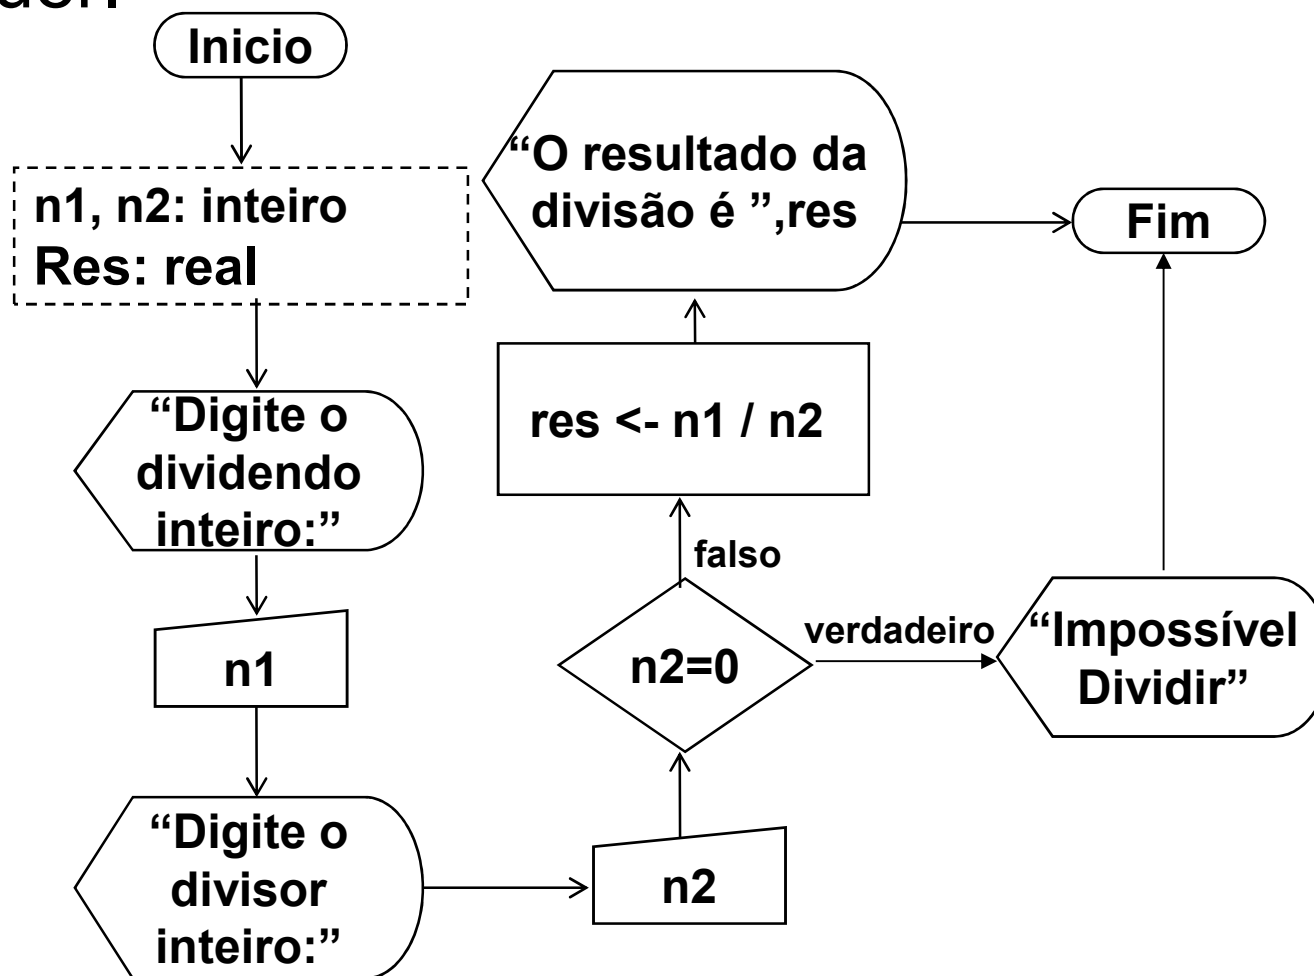 Inicio
n1, n2: inteiro
Res: real
“Digite o
dividendo
inteiro:”
n1
“Digite o
divisor
inteiro:”
n2
n2=0
falso
verdadeiro
res <- n1 / n2
“O resultado da
divisão é ”,res
“Impossível
Dividir”
Fim